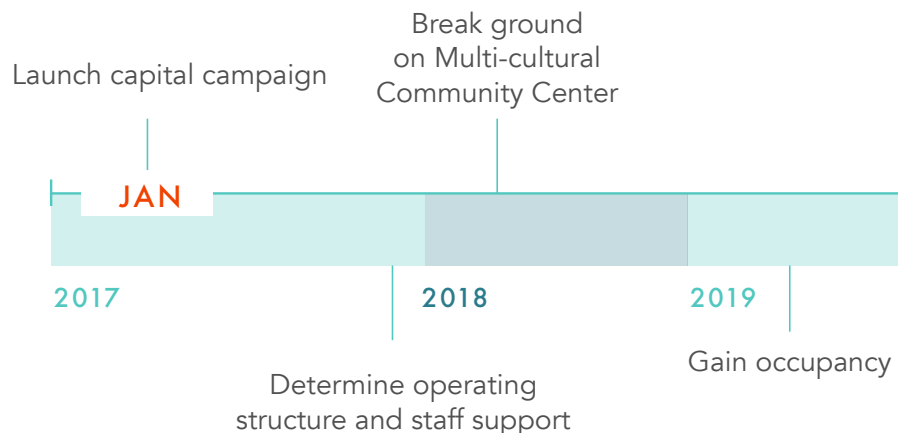 Break ground
on Multi-cultural
Community Center
Launch capital campaign
JAN
2017
2018
2019
Gain occupancy
Determine operating
structure and staff support